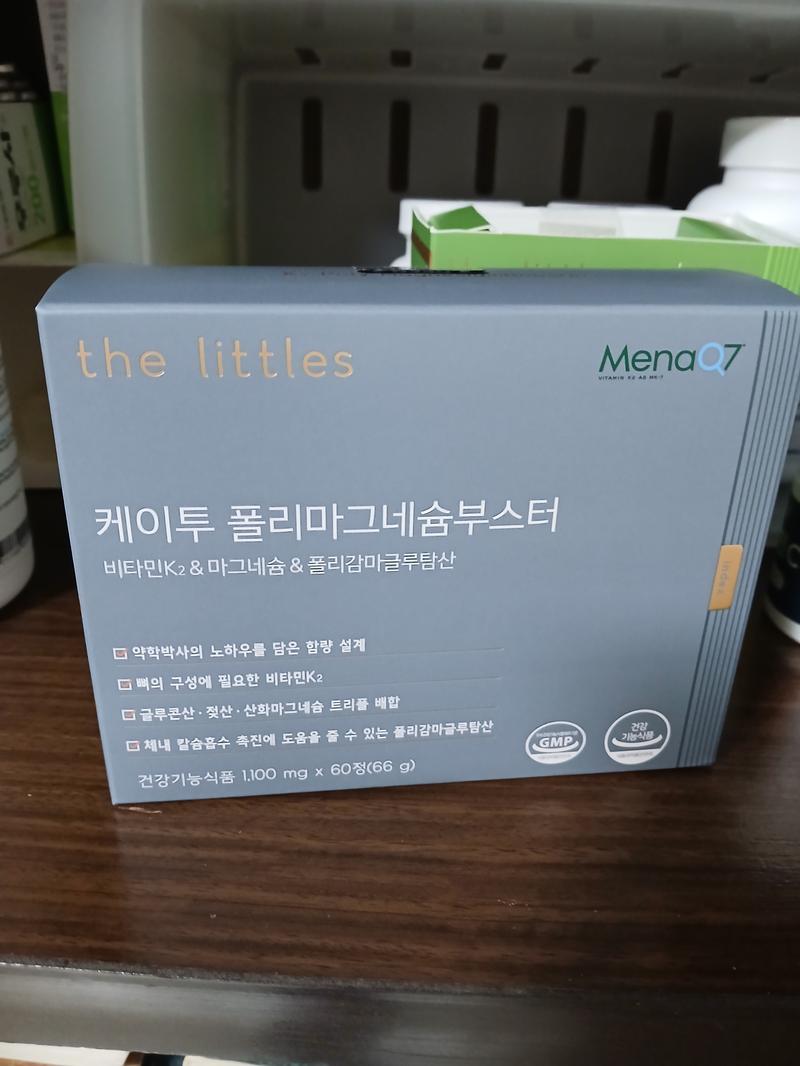 the littles
MenaQ7
VITAMIN K2 AS MK-7
케이투 폴리마그네슘부스터
비타민K₂ & 마그네슘 & 폴리감마글루탐산
index
약학박사의 노하우를 담은 함량 설계
뼈의 구성에 필요한 비타민K₂
글루콘산·젖산·산화마그네슘 트리플 배합
체내 칼슘흡수 촉진에 도움을 줄 수 있는 폴리감마글루탐산
GMP
건강
기능식품
건강기능식품 1,100 mg x 60정(66 g)
200